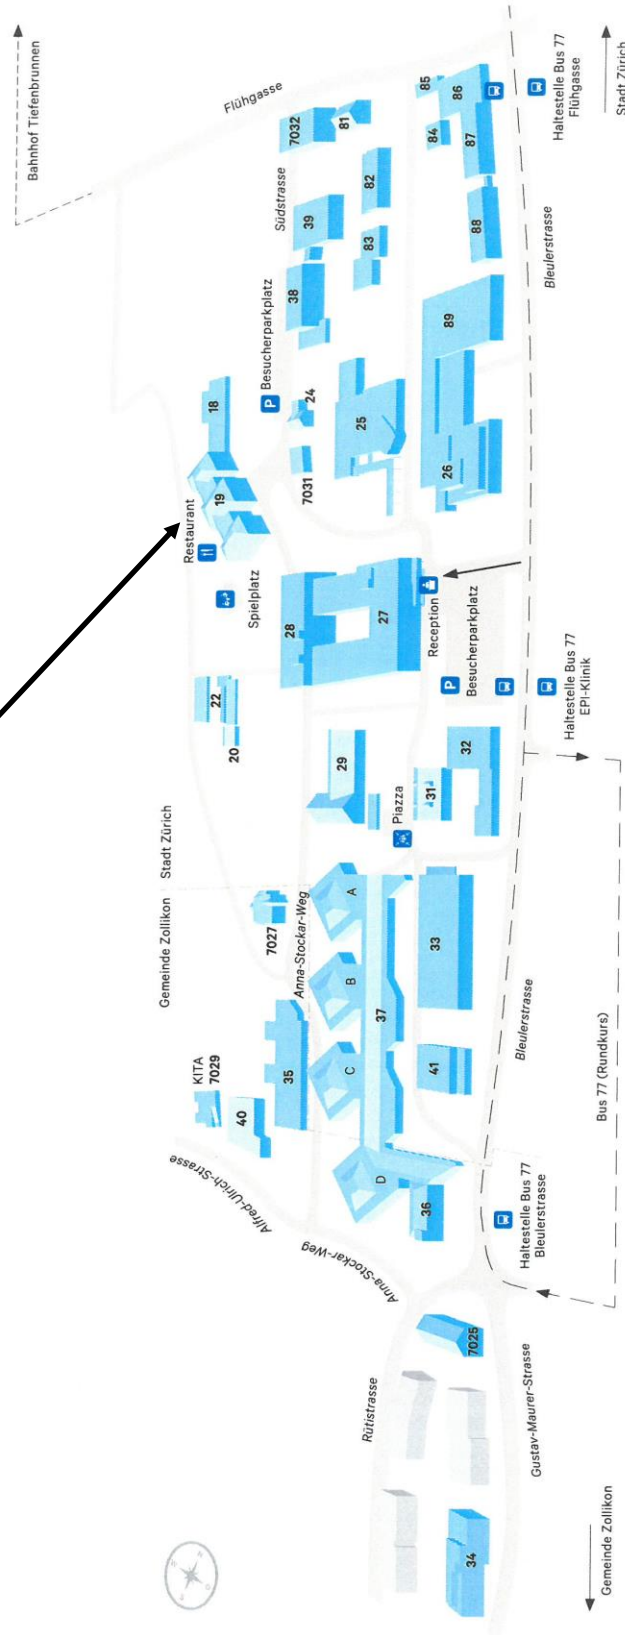 Bahnhof Tiefenbrunnen
Gemeinde Zollikon
Stadt Zürich
Alfred-Ulrich-Strasse
KITA
7029
40
20
22
Restaurant
Spielplatz
19
18
Flühgasse
Besucherparkplatz
P
Südstrasse
7027
Anna-Stockar-Weg
35
28
7031
24
38
39
7032
81
Anna-Stockar-Weg
29
A
B
C
D
37
25
83
82
Rütistrasse
27
Piazza
36
41
33
31
32
Reception
P
Besucherparkplatz
26
89
88
87
84
85
86
34
7025
Bleulerstrasse
Bleulerstrasse
Gustav-Maurer-Strasse
Haltestelle Bus 77
Bleulerstrasse
Haltestelle Bus 77
EPI-Klinik
Haltestelle Bus 77
Flühgasse
Bus 77 (Rundkurs)
Gemeinde Zollikon
Stadt Zürich